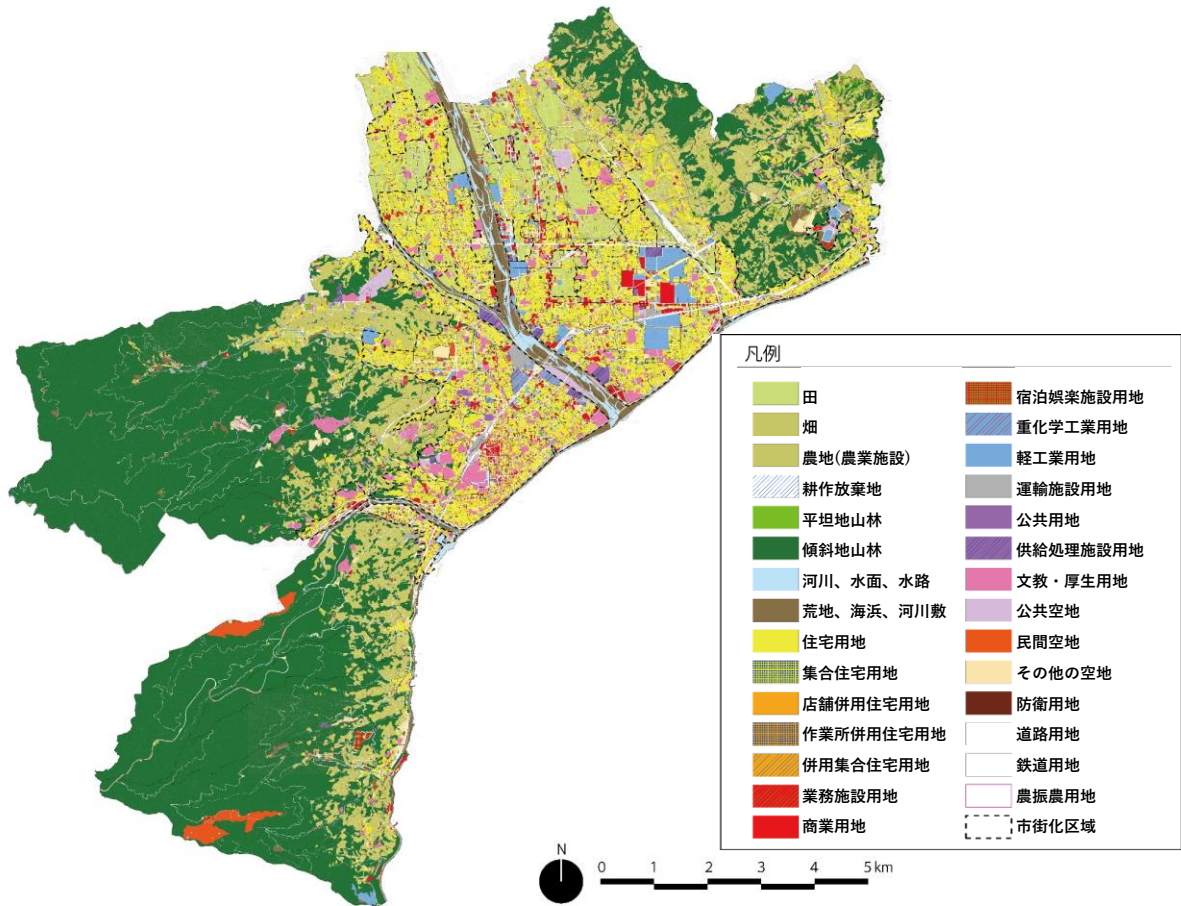 凡例
田
畑
農地(農業施設)
耕作放棄地
平坦地山林
傾斜地山林
河川、水面、水路
荒地、海浜、河川敷
住宅用地
集合住宅用地
店舗併用住宅用地
作業所併用住宅用地
併用集合住宅用地
業務施設用地
商業用地
宿泊娯楽施設用地
重化学工業用地
軽工業用地
運輸施設用地
公共用地
供給処理施設用地
文教・厚生用地
公共空地
民間空地
その他の空地
防衛用地
道路用地
鉄道用地
農振農用地
市街化区域
N
0 1 2 3 4 5km